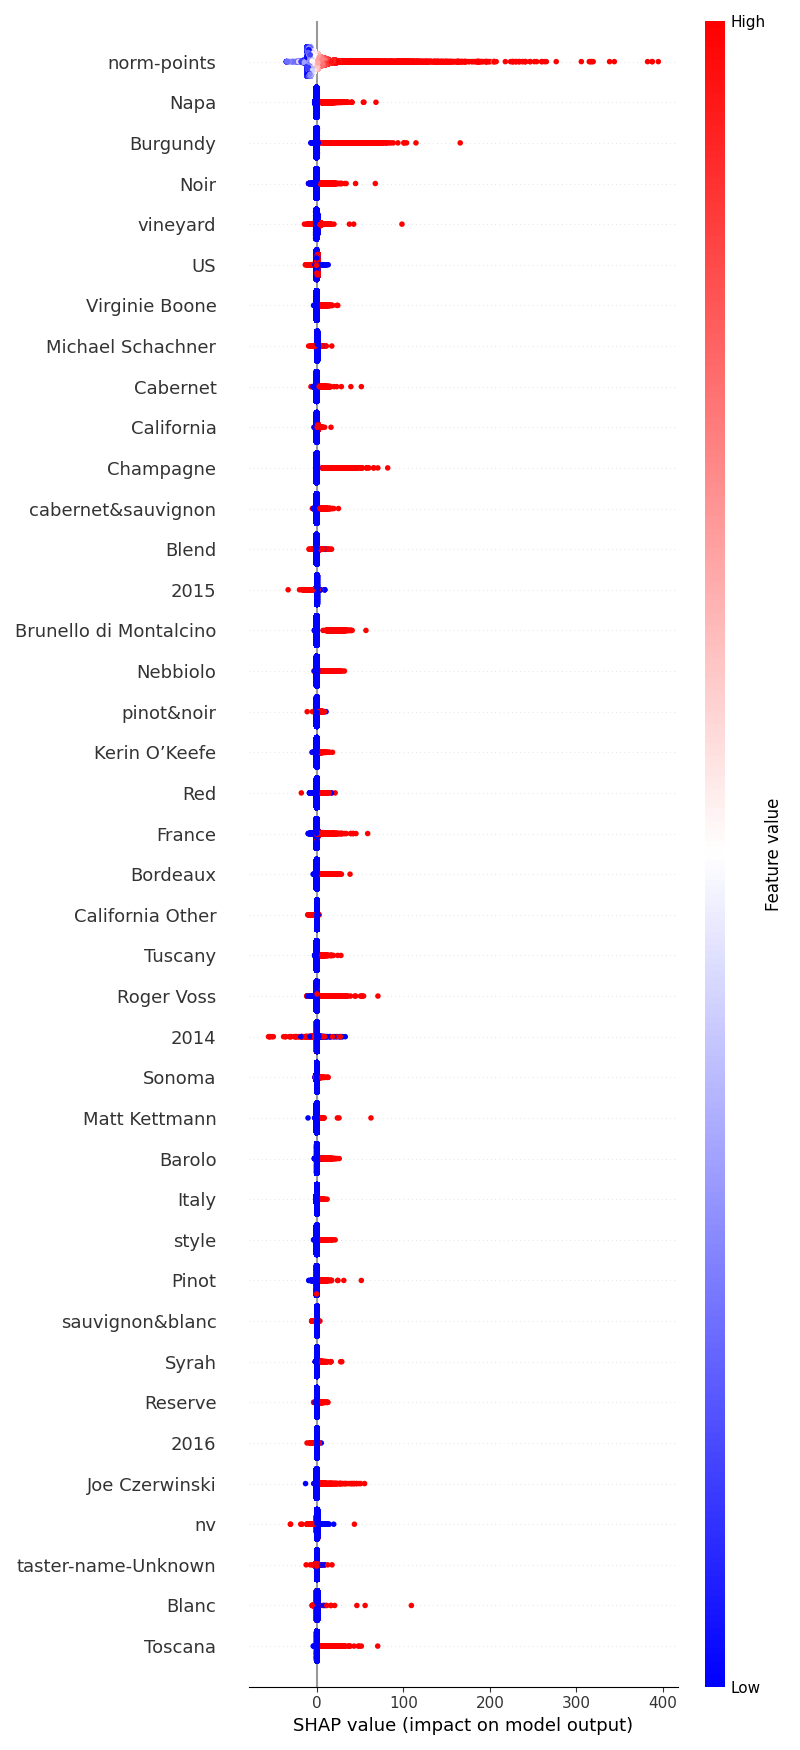 High
norm-points
Napa
Burgundy
Noir
vineyard
US
Virginie Boone
Michael Schachner
Cabernet
California
Champagne
cabernet&sauvignon
Blend
2015
Brunello di Montalcino
Nebbiolo
pinot&noir
Kerin O’Keefe
Red
France
Bordeaux
California Other
Tuscany
Roger Voss
2014
Sonoma
Matt Kettmann
Barolo
Italy
style
Pinot
sauvignon&blanc
Syrah
Reserve
2016
Joe Czerwinski
nv
taster-name-Unknown
Blanc
Toscana
Feature value
Low
0 100 200 300 400
SHAP value (impact on model output)